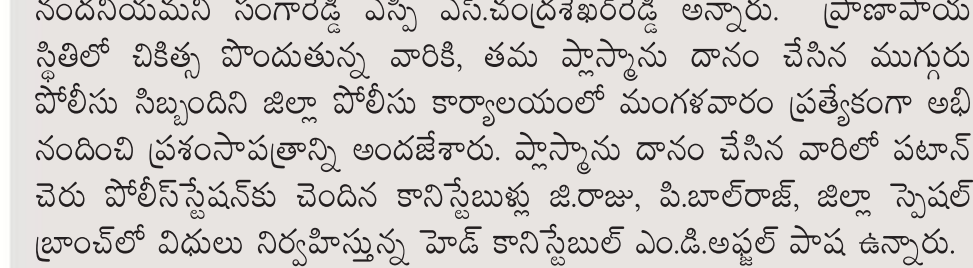 నందనీయమని సంగారెడ్డి ఎస్పీ ఎస్.చంద్రశేఖర్‌రెడ్డి అన్నారు. ప్రాణాపాయ
స్థితిలో చికిత్స పొందుతున్న వారికి, తమ ప్లాస్మాను దానం చేసిన ముగ్గురు
పోలీసు సిబ్బందిని జిల్లా పోలీసు కార్యాలయంలో మంగళవారం ప్రత్యేకంగా అభి
నందించి ప్రశంసాపత్రాన్ని అందజేశారు. ప్లాస్మాను దానం చేసిన వారిలో పటాన్
చెరు పోలీస్‌స్టేషన్‌కు చెందిన కానిస్టేబుళ్లు జి.రాజు, పి.బాల్‌రాజ్, జిల్లా స్పెషల్
బ్రాంచ్‌లో విధులు నిర్వహిస్తున్న హెడ్ కానిస్టేబుల్ ఎం.డి.అఫ్జల్ పాష ఉన్నారు.